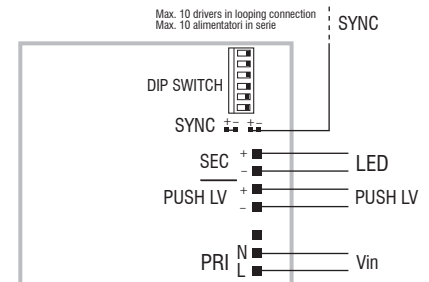 Max. 10 drivers in looping connection
Max. 10 alimentatori in serie
SYNC
DIP SWITCH
SYNC + − + −
SEC + −
LED
PUSH LV + −
PUSH LV
PRI N L
Vin